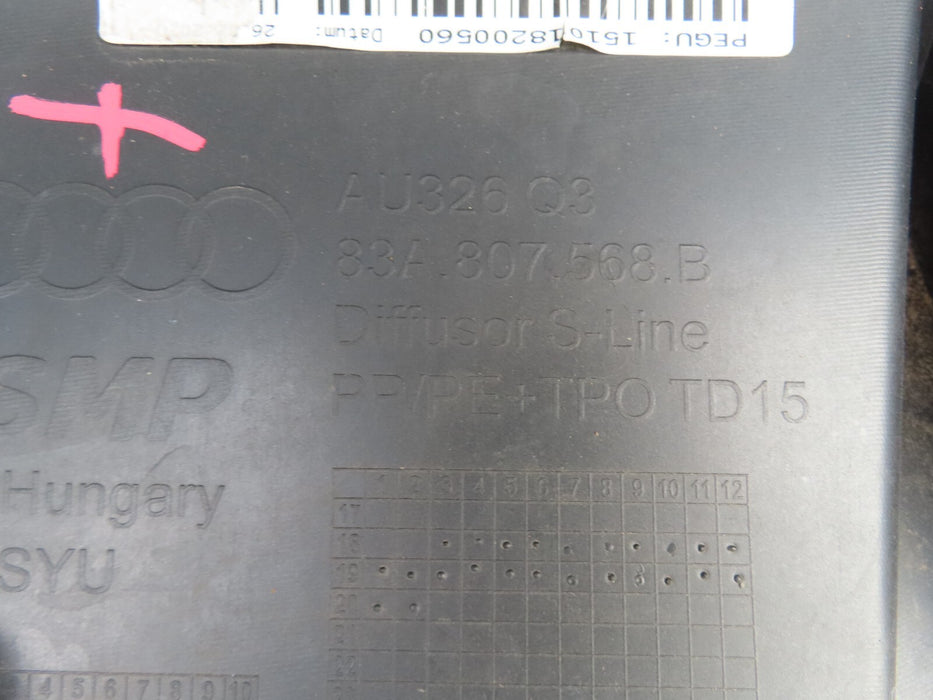 PEGU: 1510182005​60 Datum: 26
AU326 Q3
83A.807.568.B
Diffusor S-Line
PP/PE+TPO TD15
SMP
Hungary
SYU
1 2 3 4 5 6 7 8 9 10 11 12
17
18
19
20
21
22
4 5 6 7 8 9 10